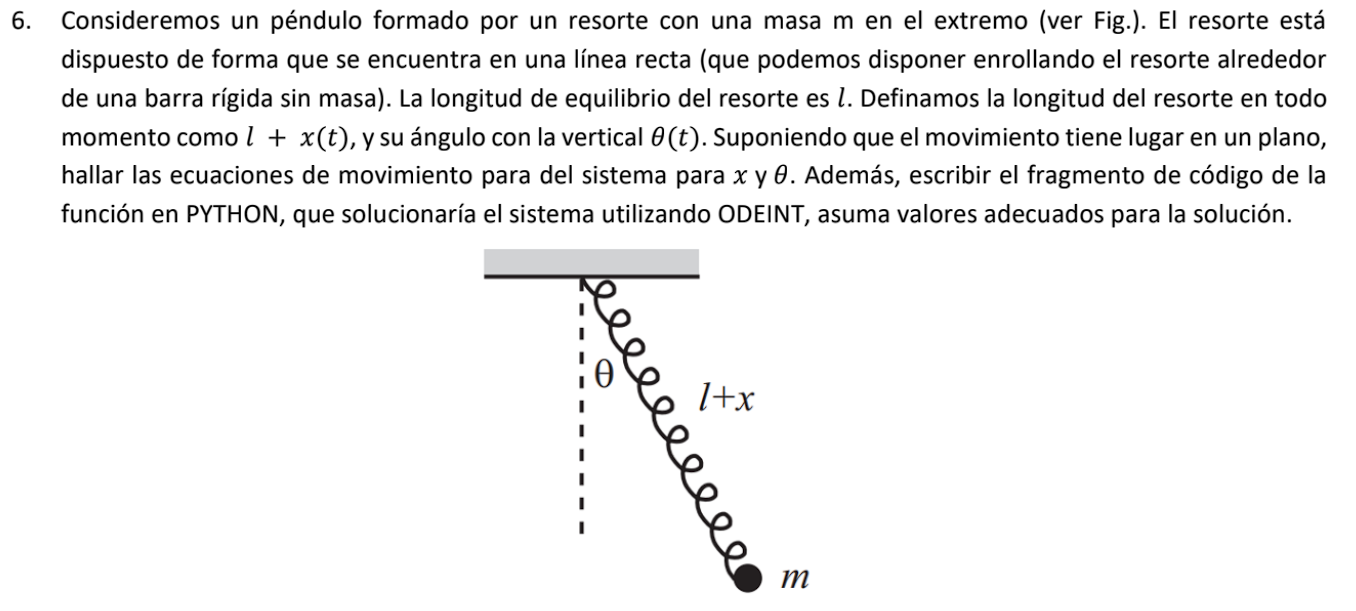 6. Consideremos un péndulo formado por un resorte con una masa m en el extremo (ver Fig.). El resorte está
dispuesto de forma que se encuentra en una línea recta (que podemos disponer enrollando el resorte alrededor
de una barra rígida sin masa). La longitud de equilibrio del resorte es l. Definamos la longitud del resorte en todo
momento como l + x(t), y su ángulo con la vertical θ(t). Suponiendo que el movimiento tiene lugar en un plano,
hallar las ecuaciones de movimiento para del sistema para x y θ. Además, escribir el fragmento de código de la
función en PYTHON, que solucionaría el sistema utilizando ODEINT, asuma valores adecuados para la solución.
θ
l+x
m